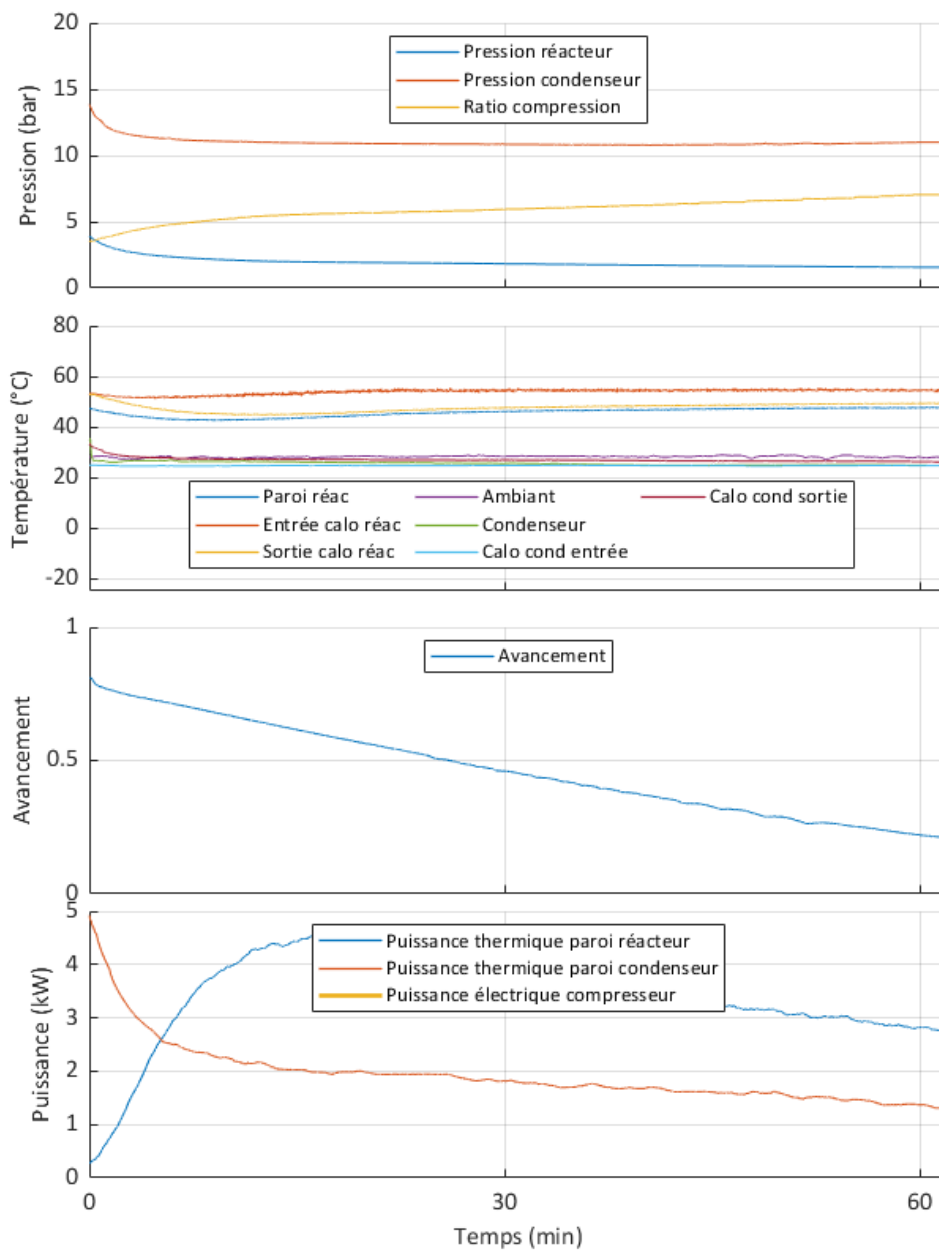 20
15
10
5
0
Pression (bar)
Pression réacteur
Pression condenseur
Ratio compression
80
60
40
20
0
-20
Température (°C)
Paroi réac
Entrée calo réac
Sortie calo réac
Ambiant
Condenseur
Calo cond entrée
Calo cond sortie
1
0.5
0
Avancement
Avancement
5
4
3
2
1
0
Puissance (kW)
Puissance thermique paroi réacteur
Puissance thermique paroi condenseur
Puissance électrique compresseur
0 30 60
Temps (min)